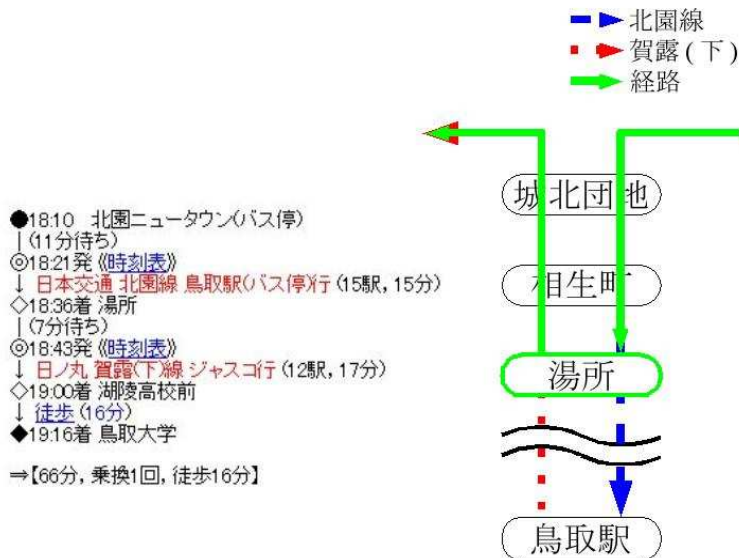 北園線
賀露(下)
経路
●18:10 北園ニュータウン(バス停)
| (11分待ち)
◎18:21発 《時刻表》
↓ 日本交通 北園線 鳥取駅(バス停)行 (15駅, 15分)
◇18:36着 湯所
| (7分待ち)
◎18:43発 《時刻表》
↓ 日ノ丸 賀露(下)線 ジャスコ行 (12駅, 17分)
◇19:00着 湖陵高校前
↓ 徒歩 (16分)
◆19:16着 鳥取大学
⇒【66分, 乗換1回, 徒歩16分】
城北団地
相生町
湯所
鳥取駅